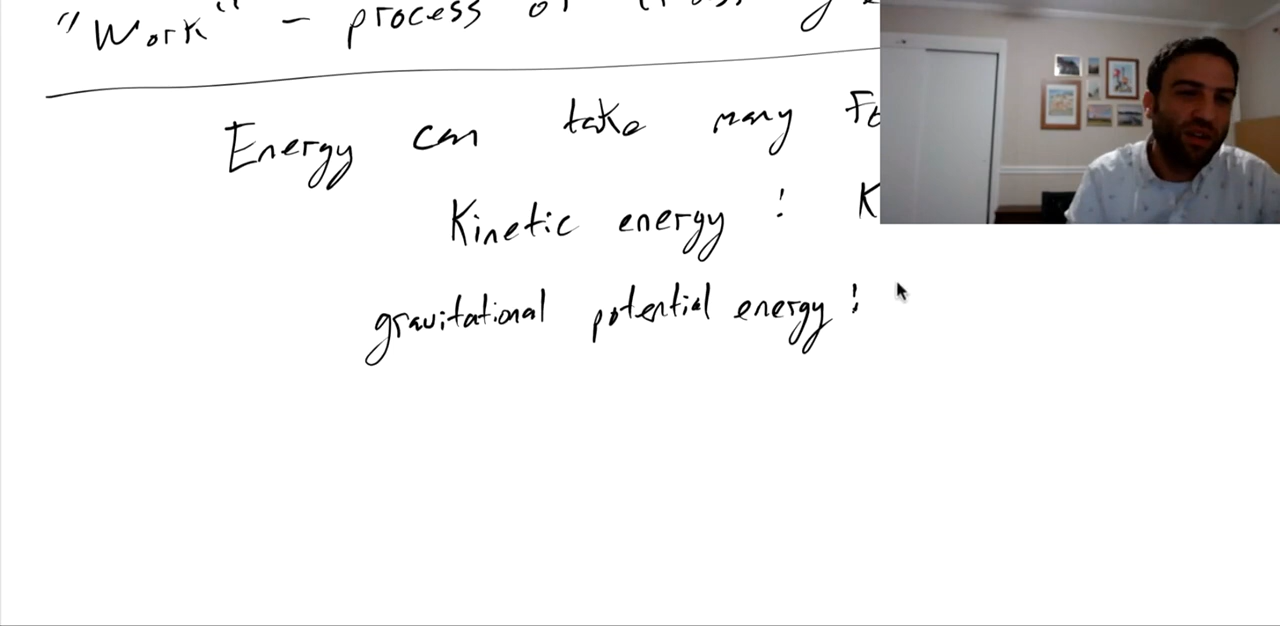 "Work" – process of
Energy can take many
Kinetic energy : K
gravitational potential energy :